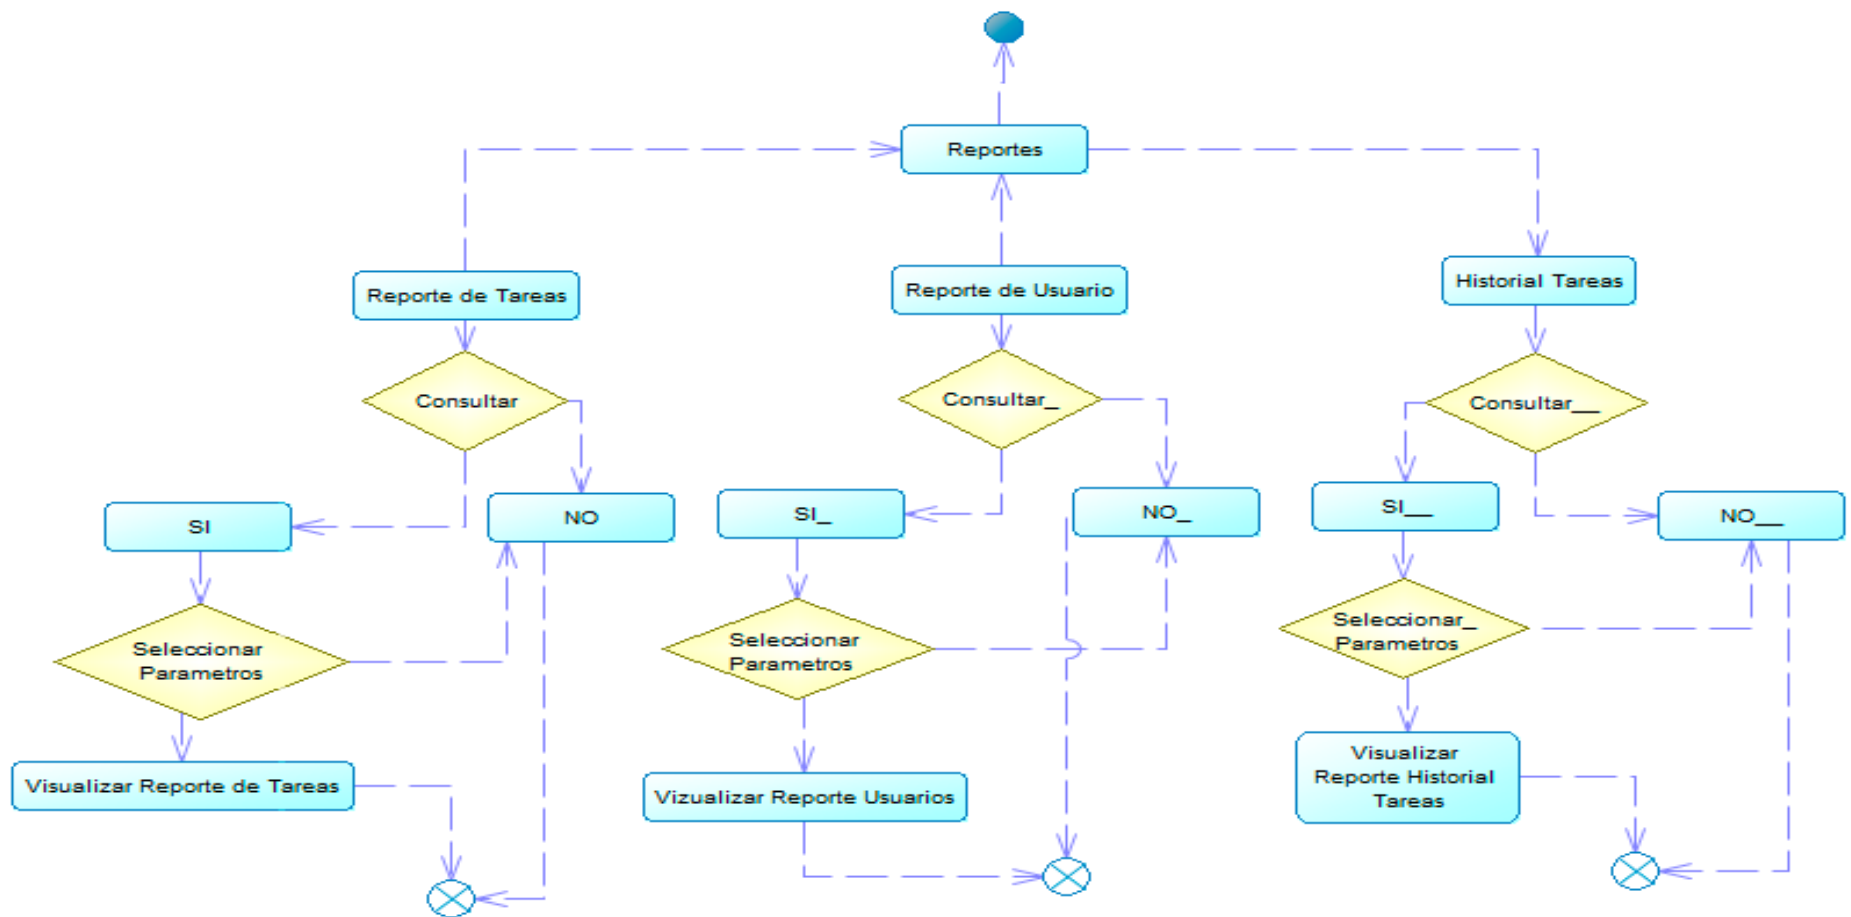 Reportes
Reporte de Tareas
Reporte de Usuario
Historial Tareas
Consultar
Consultar_
Consultar__
SI
NO
SI_
NO_
SI__
NO__
Seleccionar
Parametros
Seleccionar
Parametros
Seleccionar_
Parametros
Visualizar Reporte de Tareas
Vizualizar Reporte Usuarios
Visualizar
Reporte Historial
Tareas